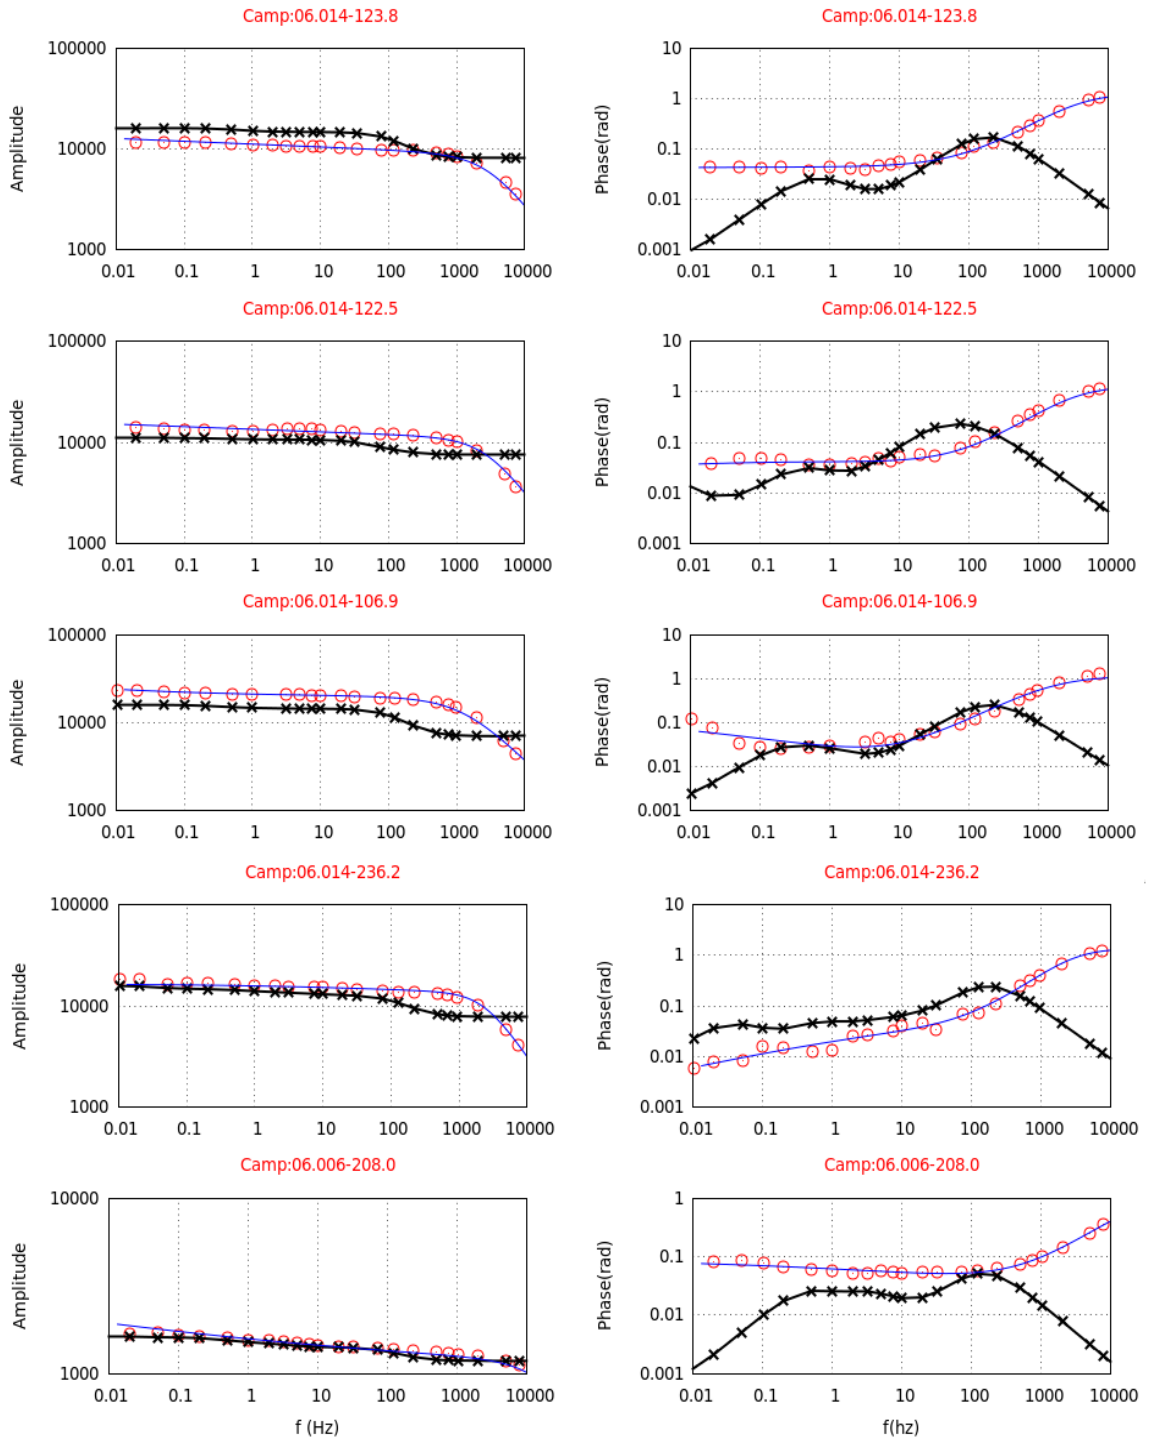 Camp:06.014-123.8
Camp:06.014-123.8
Amplitude
100000
10000
1000
0.01 0.1 1 10 100 1000 10000
Phase(rad)
10
1
0.1
0.01
0.001
0.01 0.1 1 10 100 1000 10000
Camp:06.014-122.5
Camp:06.014-122.5
Amplitude
100000
10000
1000
0.01 0.1 1 10 100 1000 10000
Phase(rad)
10
1
0.1
0.01
0.001
0.01 0.1 1 10 100 1000 10000
Camp:06.014-106.9
Camp:06.014-106.9
Amplitude
100000
10000
1000
0.01 0.1 1 10 100 1000 10000
Phase(rad)
10
1
0.1
0.01
0.001
0.01 0.1 1 10 100 1000 10000
Camp:06.014-236.2
Camp:06.014-236.2
Amplitude
100000
10000
1000
0.01 0.1 1 10 100 1000 10000
Phase(rad)
10
1
0.1
0.01
0.001
0.01 0.1 1 10 100 1000 10000
Camp:06.006-208.0
Camp:06.006-208.0
Amplitude
10000
1000
0.01 0.1 1 10 100 1000 10000
f (Hz)
Phase(rad)
1
0.1
0.01
0.001
0.01 0.1 1 10 100 1000 10000
f(hz)